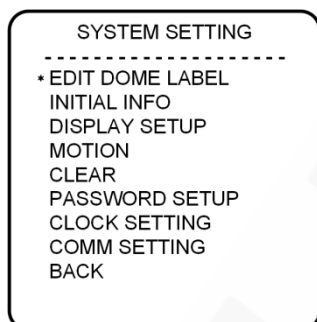 SYSTEM SETTING
- - - - - - - - - - - - - - - - - - - - - -
* EDIT DOME LABEL
INITIAL INFO
DISPLAY SETUP
MOTION
CLEAR
PASSWORD SETUP
CLOCK SETTING
COMM SETTING
BACK